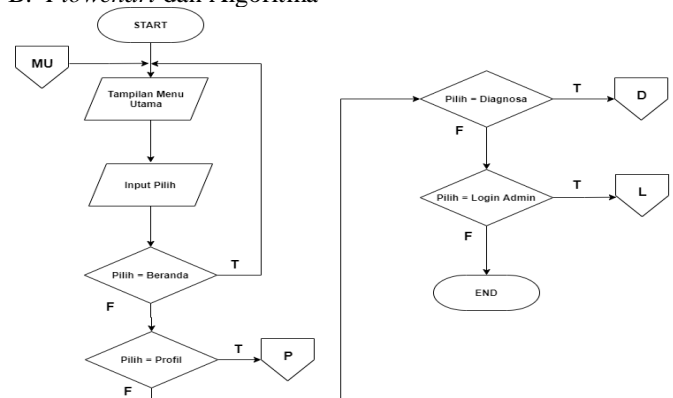 B. Flowchart dan Algoritma
START
MU
Tampilan Menu
Utama
Input Pilih
Pilih = Beranda
T
F
Pilih = Profil
T
P
F
Pilih = Diagnosa
T
D
F
Pilih = Login Admin
T
L
F
END